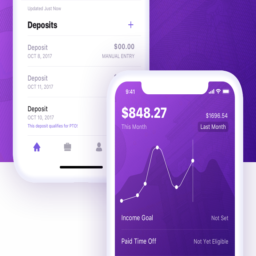 Updated Just Now
Deposits
+
Deposit
$00.00
OCT 8, 2017
MANUAL ENTRY
Deposit
OCT 11, 2017
Deposit
OCT 10, 2017
This deposit qualifies for PTO!
9:41
$848.27
$1696.54
This Month
Last Month
Income Goal
Not Set
Paid Time Off
Not Yet Eligible